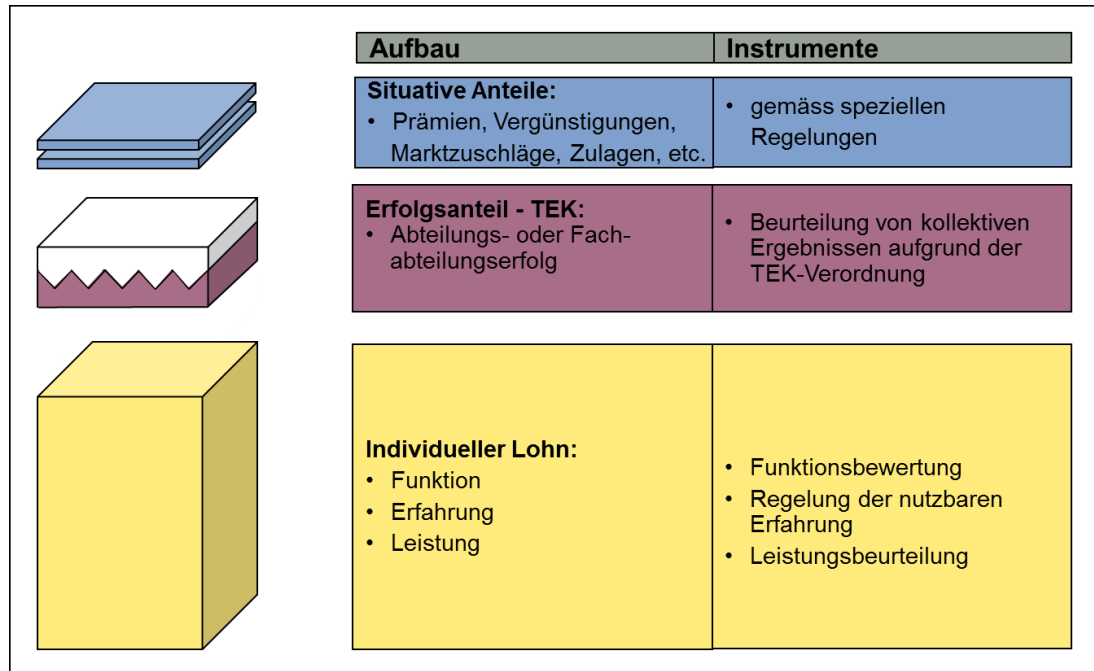 Aufbau
Instrumente
Situative Anteile:
• Prämien, Vergünstigungen,
Marktzuschläge, Zulagen, etc.
• gemäss speziellen
Regelungen
Erfolgsanteil - TEK:
• Abteilungs- oder Fach-
abteilungserfolg
• Beurteilung von kollektiven
Ergebnissen aufgrund der
TEK-Verordnung
Individueller Lohn:
• Funktion
• Erfahrung
• Leistung
• Funktionsbewertung
• Regelung der nutzbaren
Erfahrung
• Leistungsbeurteilung